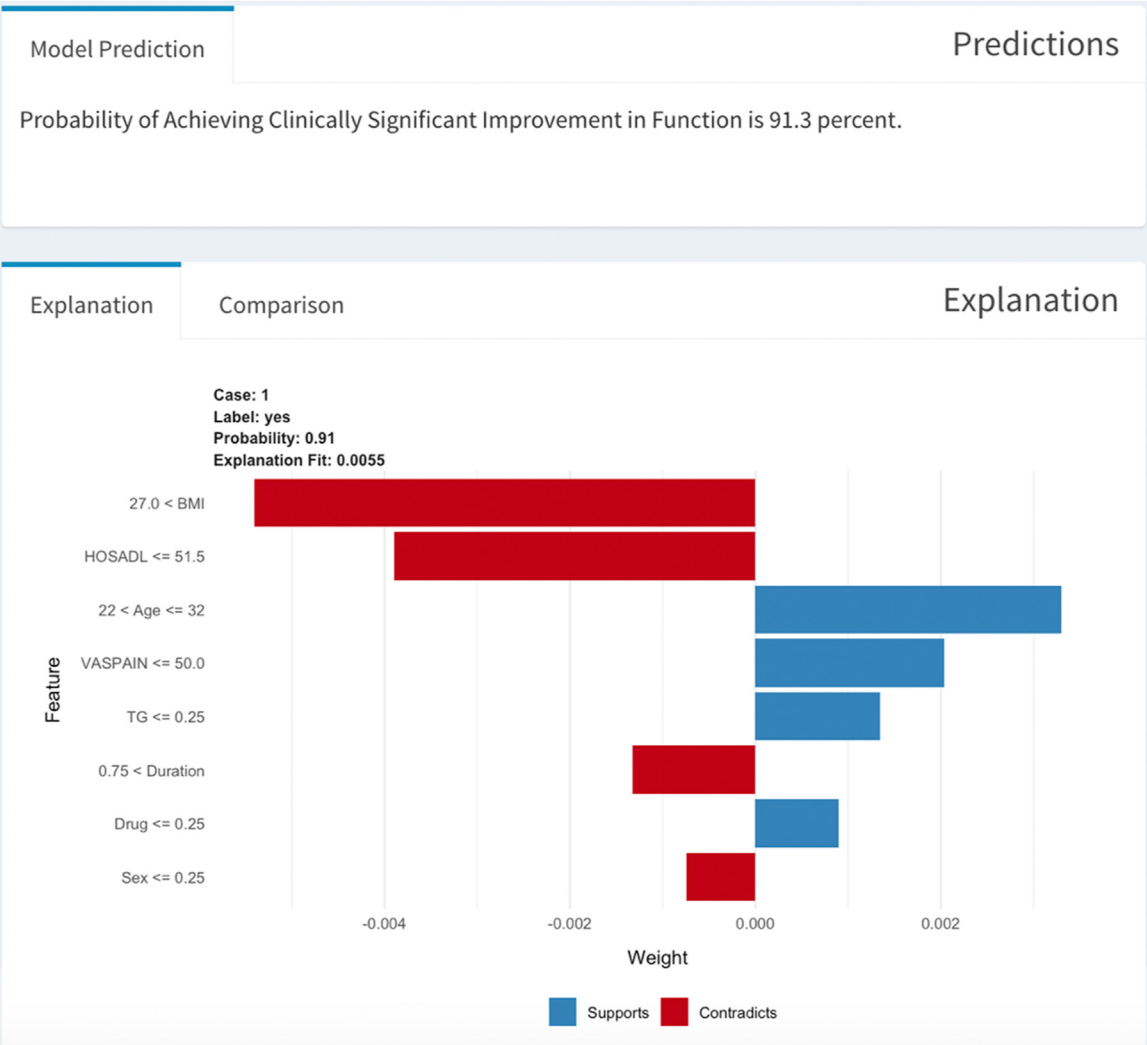 Model Prediction
Predictions
Probability of Achieving Clinically Significant Improvement in Function is 91.3 percent.
Explanation
Comparison
Explanation
Case: 1
Label: yes
Probability: 0.91
Explanation Fit: 0.0055
27.0 < BMI
HOSADL <= 51.5
22 < Age <= 32
VASPAIN <= 50.0
TG <= 0.25
0.75 < Duration
Drug <= 0.25
Sex <= 0.25
Feature
-0.004
-0.002
0.000
0.002
Weight
Supports
Contradicts